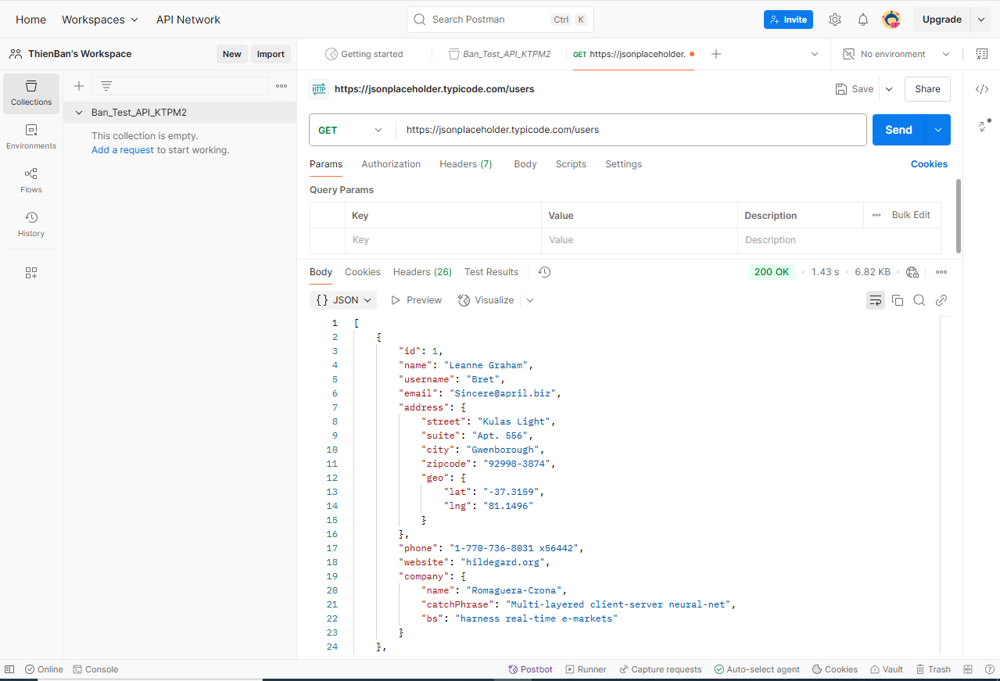 Home Workspaces API Network Search Postman Ctrl K Invite Upgrade
ThienBan's Workspace New Import Getting started Ban_Test_API_KTPM2 GET https://jsonplaceholder. No environment
Collections
Environments
Flows
History
Ban_Test_API_KTPM2
This collection is empty.
Add a request to start working.
HTTP https://jsonplaceholder.typicode.com/users Save Share
GET https://jsonplaceholder.typicode.com/users Send
Params Authorization Headers (7) Body Scripts Settings Cookies
Query Params
Key Value Description Bulk Edit
Key Value Description
Body Cookies Headers (26) Test Results 200 OK 1.43 s 6.82 KB
{} JSON Preview Visualize
1 [
2 {
3 "id": 1,
4 "name": "Leanne Graham",
5 "username": "Bret",
6 "email": "Sincere@april.biz",
7 "address": {
8 "street": "Kulas Light",
9 "suite": "Apt. 556",
10 "city": "Gwenborough",
11 "zipcode": "92998-3874",
12 "geo": {
13 "lat": "-37.3159",
14 "lng": "81.1496"
15 }
16 },
17 "phone": "1-770-736-8031 x56442",
18 "website": "hildegard.org",
19 "company": {
20 "name": "Romaguera-Crona",
21 "catchPhrase": "Multi-layered client-server neural-net",
22 "bs": "harness real-time e-markets"
23 }
24 },
Online Console Postbot Runner Capture requests Auto-select agent Cookies Vault Trash